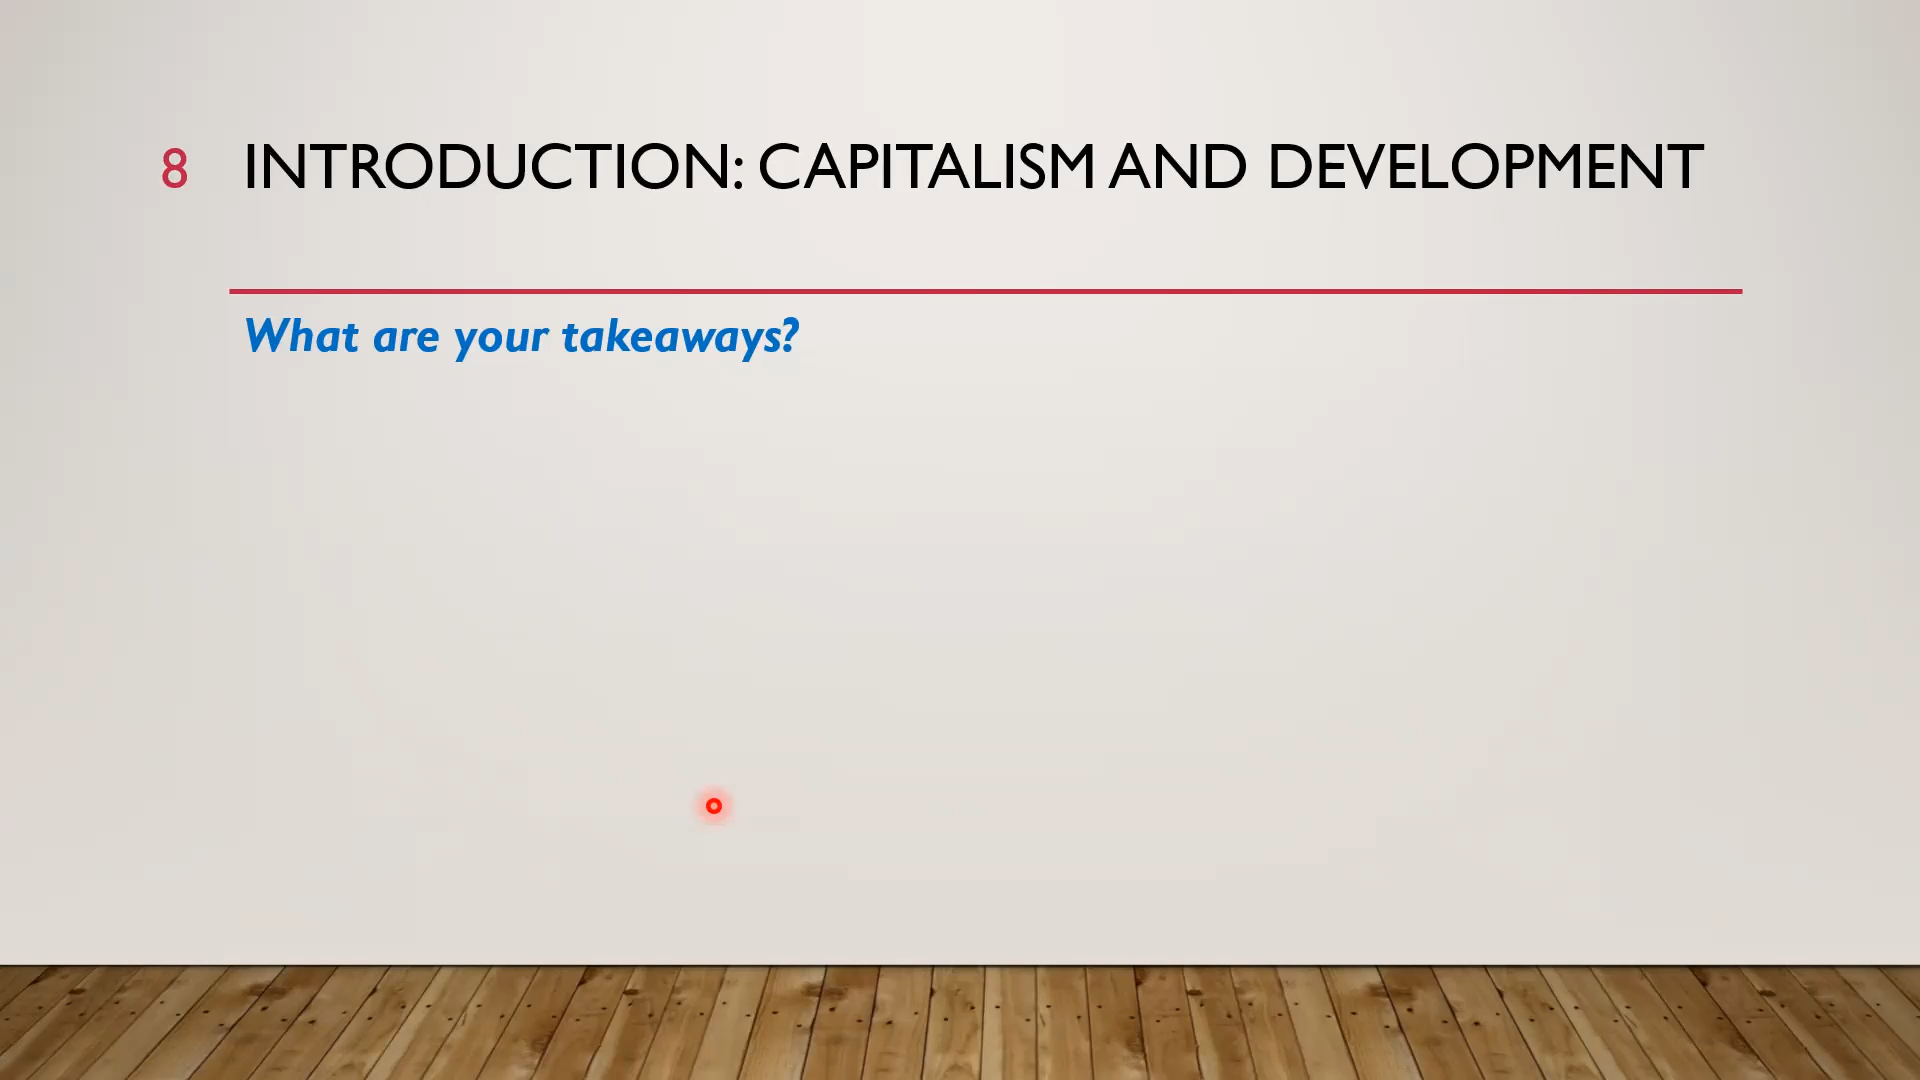 8 INTRODUCTION: CAPITALISM AND DEVELOPMENT
What are your takeaways?